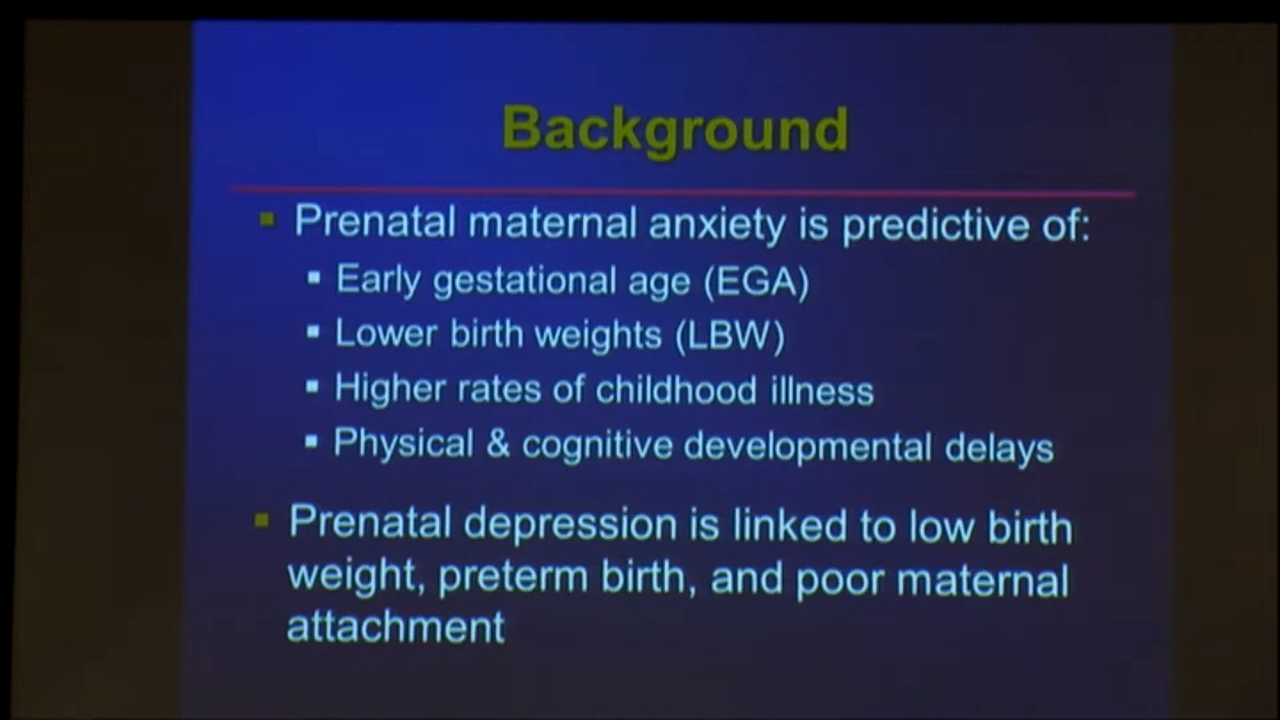 Background
Prenatal maternal anxiety is predictive of:
Early gestational age (EGA)
Lower birth weights (LBW)
Higher rates of childhood illness
Physical & cognitive developmental delays
Prenatal depression is linked to low birth
weight, preterm birth, and poor maternal
attachment